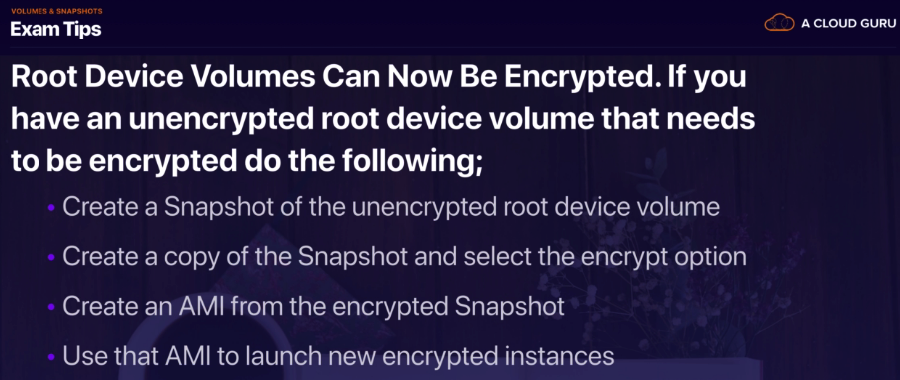 VOLUMES & SNAPSHOTS
Exam Tips
A CLOUD GURU
Root Device Volumes Can Now Be Encrypted. If you
have an unencrypted root device volume that needs
to be encrypted do the following;
• Create a Snapshot of the unencrypted root device volume
• Create a copy of the Snapshot and select the encrypt option
• Create an AMI from the encrypted Snapshot
• Use that AMI to launch new encrypted instances